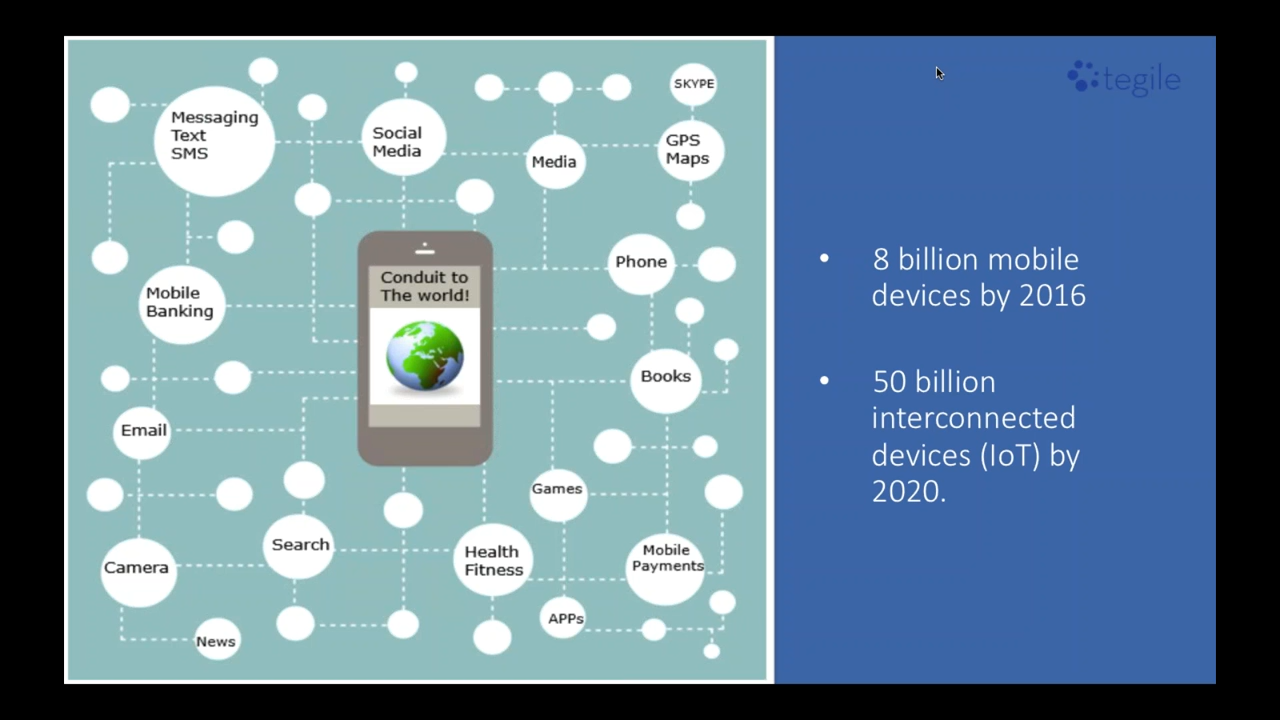 Messaging
Text
SMS
Social
Media
Media
SKYPE
GPS
Maps
Phone
Mobile
Banking
Conduit to
The world!
Books
Email
Games
Search
Health
Fitness
Mobile
Payments
Camera
APPs
News
tegile
• 8 billion mobile
devices by 2016
• 50 billion
interconnected
devices (IoT) by
2020.